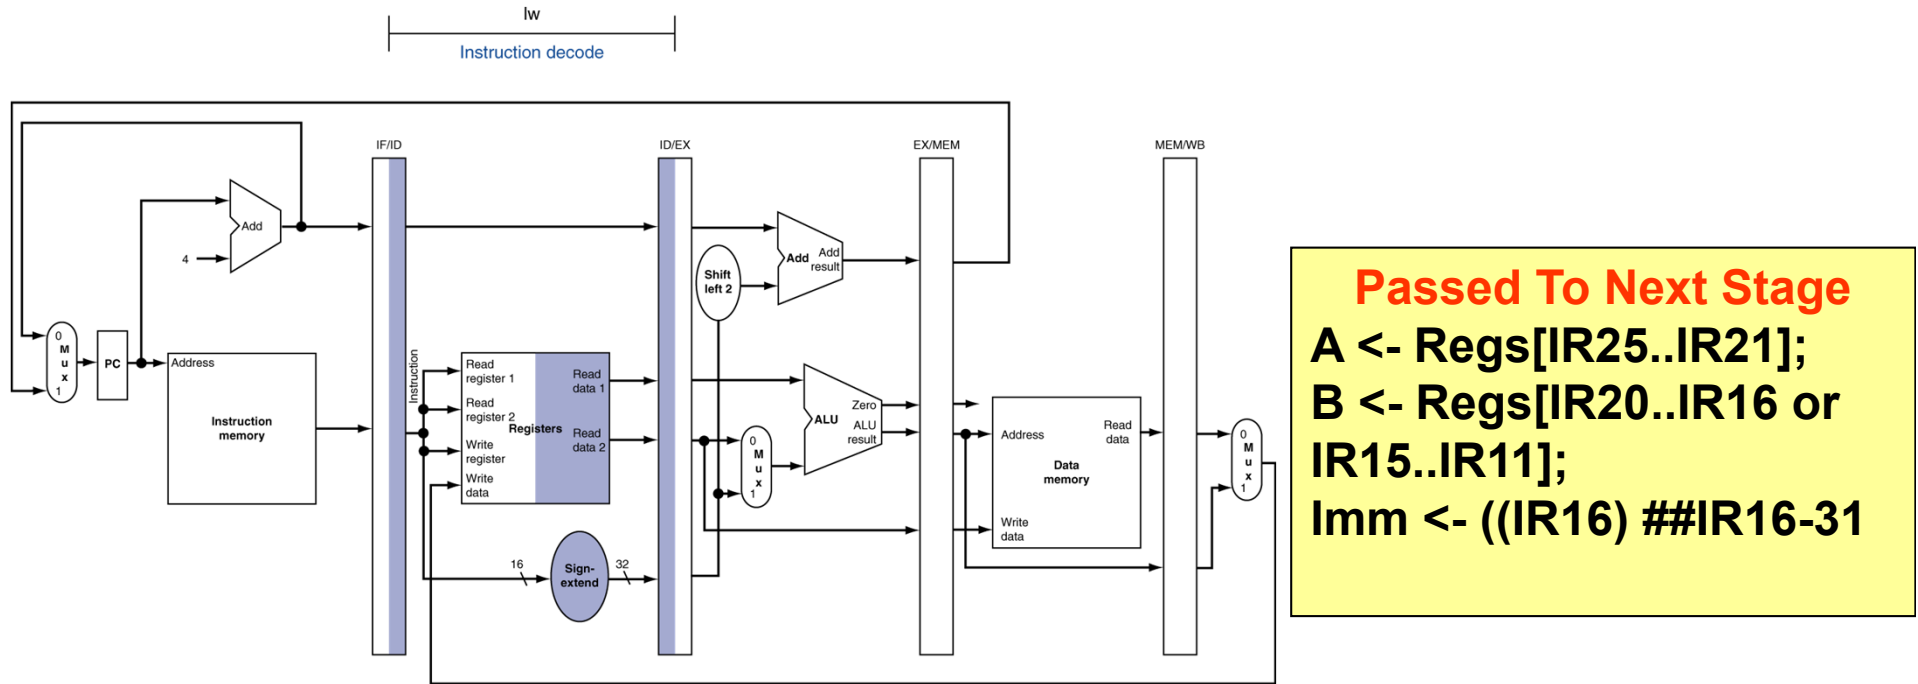 lw
Instruction decode
IF/ID
ID/EX
EX/MEM
MEM/WB
Add
4
Shift
left 2
Add
Add
result
0
M
u
x
1
PC
Address
Instruction
memory
Instruction
Read
register 1
Read
register 2
Registers
Write
register
Write
data
Read
data 1
Read
data 2
16
Sign-
extend
32
0
M
u
x
1
Zero
ALU
ALU
result
Address
Read
data
Data
memory
Write
data
0
M
u
x
1
Passed To Next Stage
A <- Regs[IR25..IR21];
B <- Regs[IR20..IR16 or
IR15..IR11];
Imm <- ((IR16) ##IR16-31